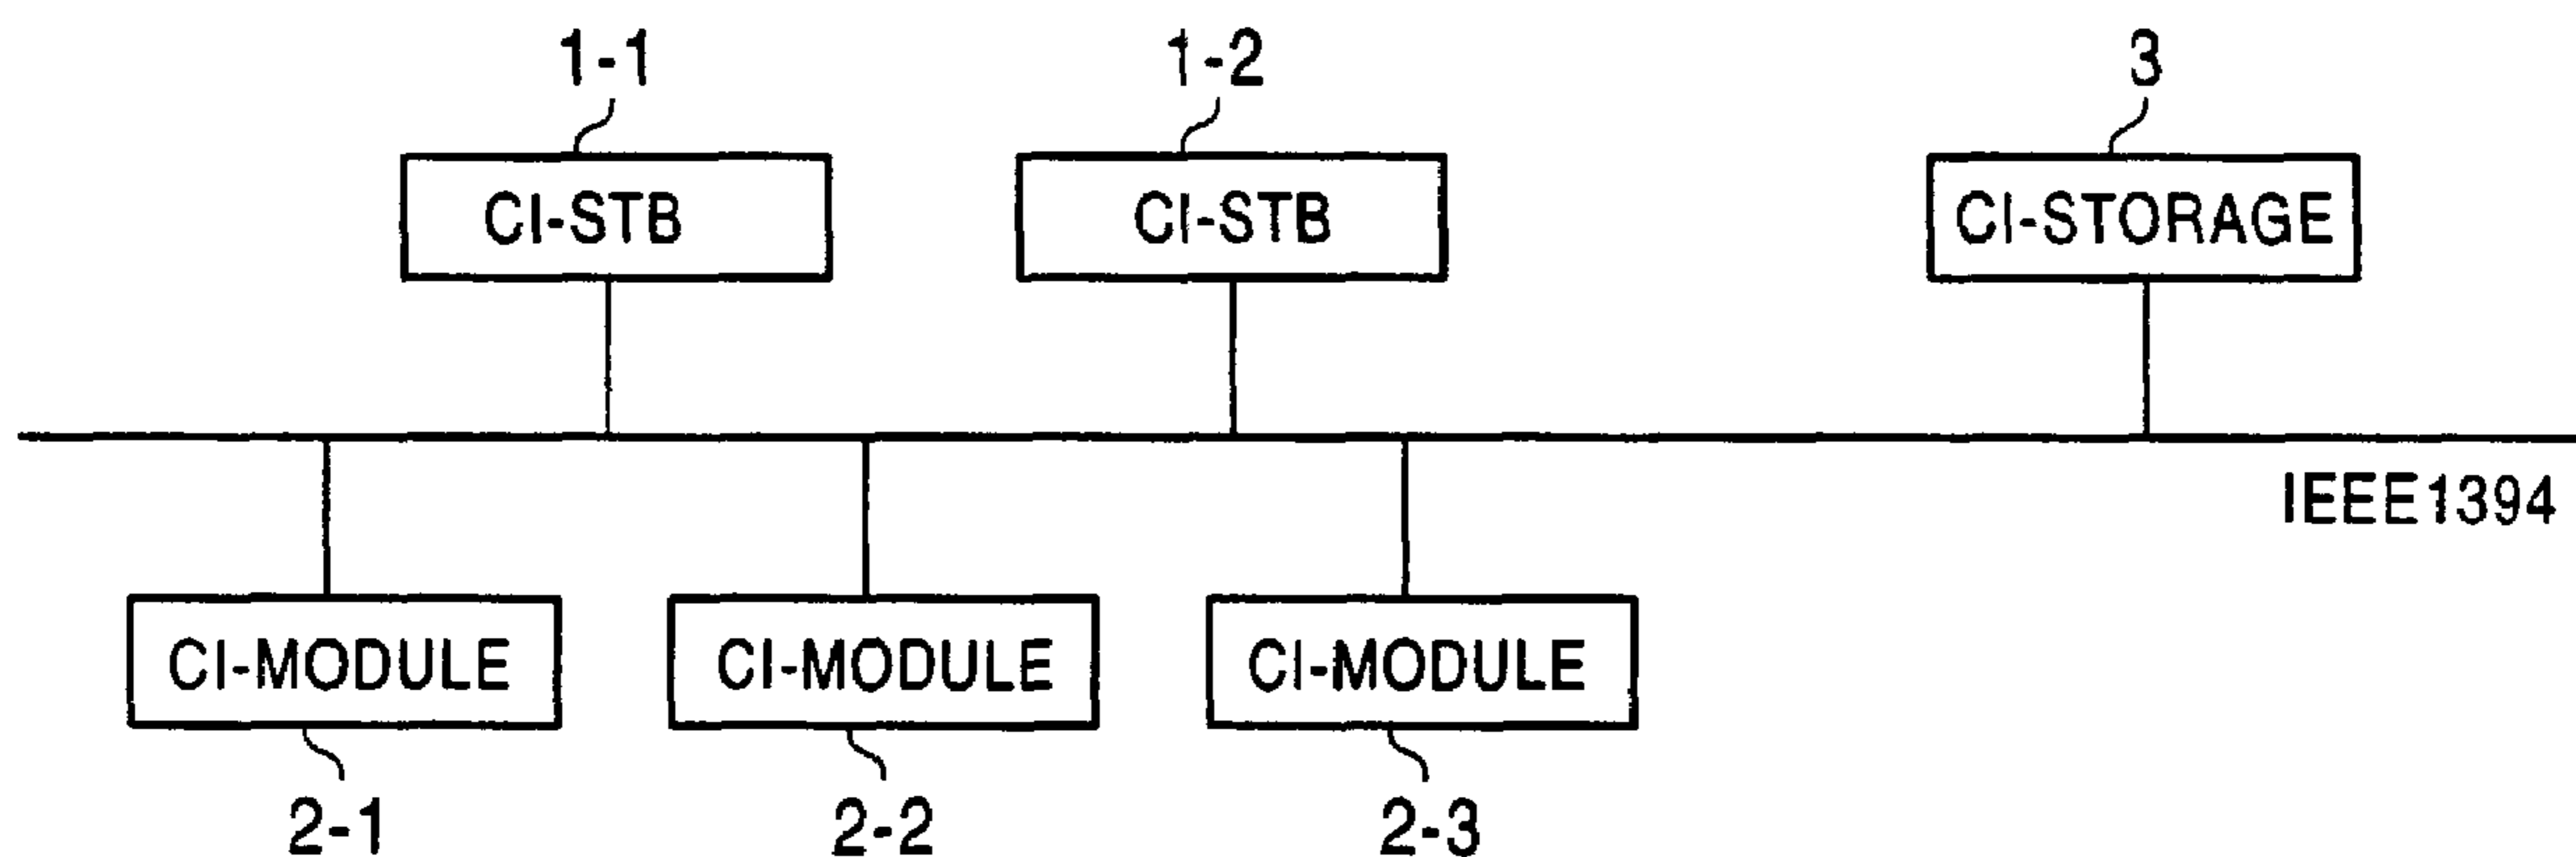 1-1
1-2
3
CI-STB
CI-STB
CI-STORAGE
IEEE1394
CI-MODULE
CI-MODULE
CI-MODULE
2-1
2-2
2-3